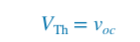 V_Th = v_oc